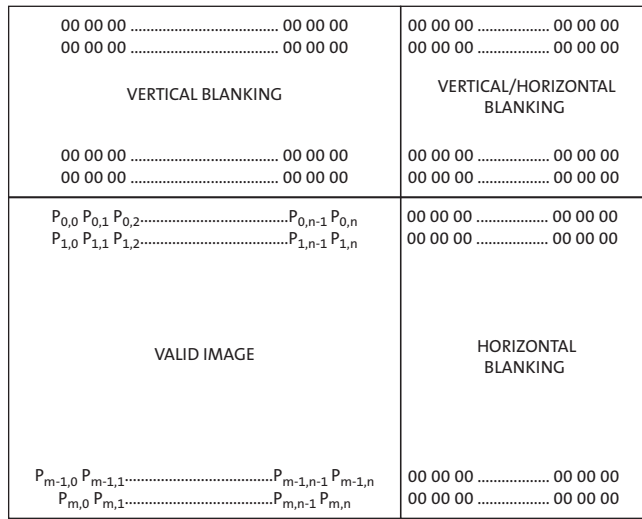 00 00 00 ..................................... 00 00 00
00 00 00 ..................................... 00 00 00
VERTICAL BLANKING
00 00 00 ..................................... 00 00 00
00 00 00 ..................................... 00 00 00
00 00 00 .................. 00 00 00
00 00 00 .................. 00 00 00
VERTICAL/HORIZONTAL
BLANKING
00 00 00 .................. 00 00 00
00 00 00 .................. 00 00 00
P0,0 P0,1 P0,2.....................................P0,n-1 P0,n
P1,0 P1,1 P1,2.....................................P1,n-1 P1,n
VALID IMAGE
Pm-1,0 Pm-1,1.....................................Pm-1,n-1 Pm-1,n
Pm,0 Pm,1.....................................Pm,n-1 Pm,n
00 00 00 .................. 00 00 00
00 00 00 .................. 00 00 00
HORIZONTAL
BLANKING
00 00 00 .................. 00 00 00
00 00 00 .................. 00 00 00